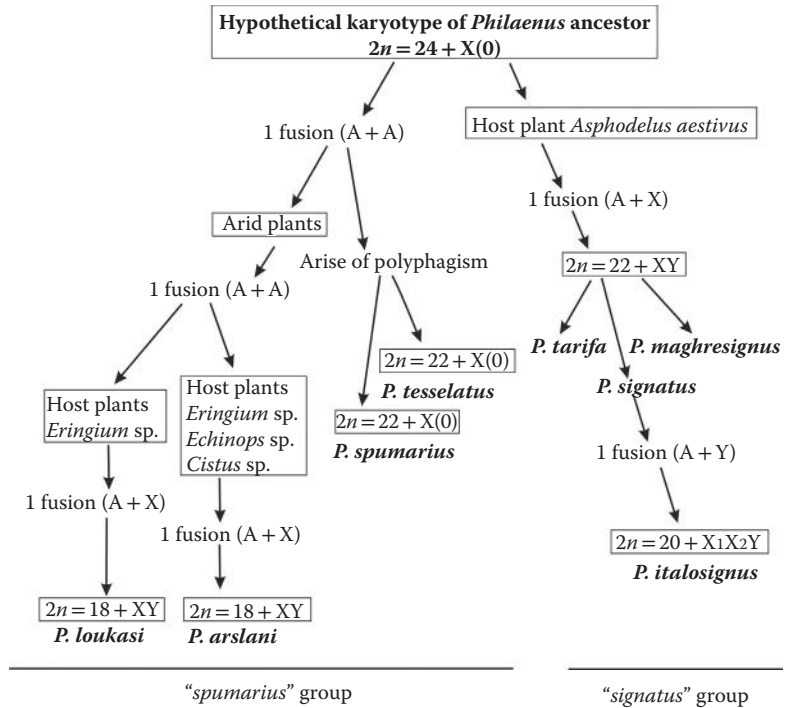 Hypothetical karyotype of Philaenus ancestor
2n = 24 + X(0)
1 fusion (A + A)
Host plant Asphodelus aestivus
Arid plants
1 fusion (A + X)
Arise of polyphagism
2n = 22 + XY
1 fusion (A + A)
P. tarifa
P. maghresignus
2n = 22 + X(0)
P. tesselatus
P. signatus
Host plants
Eringium sp.
Host plants
Eringium sp.
Echinops sp.
Cistus sp.
2n = 22 + X(0)
P. spumarius
1 fusion (A + Y)
1 fusion (A + X)
1 fusion (A + X)
2n = 20 + X1X2Y
P. italosignus
2n = 18 + XY
P. loukasi
2n = 18 + XY
P. arslani
“spumarius” group
“signatus” group